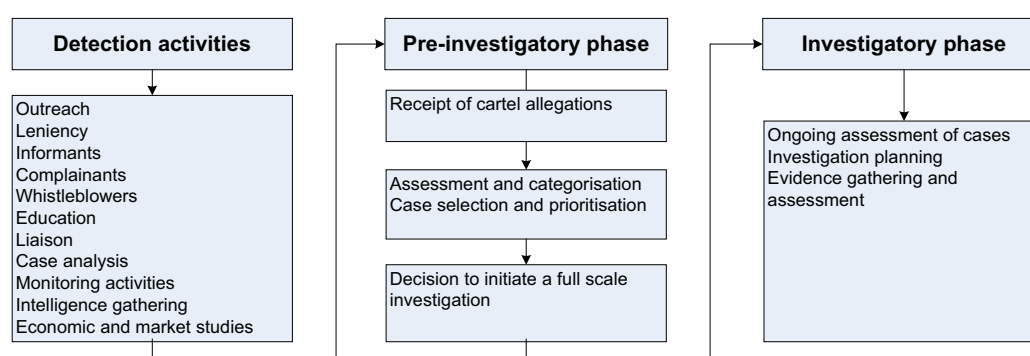 Detection activities
Outreach
Leniency
Informants
Complainants
Whistleblowers
Education
Liaison
Case analysis
Monitoring activities
Intelligence gathering
Economic and market studies
Pre-investigatory phase
Receipt of cartel allegations
Assessment and categorisation
Case selection and prioritisation
Decision to initiate a full scale
investigation
Investigatory phase
Ongoing assessment of cases
Investigation planning
Evidence gathering and
assessment